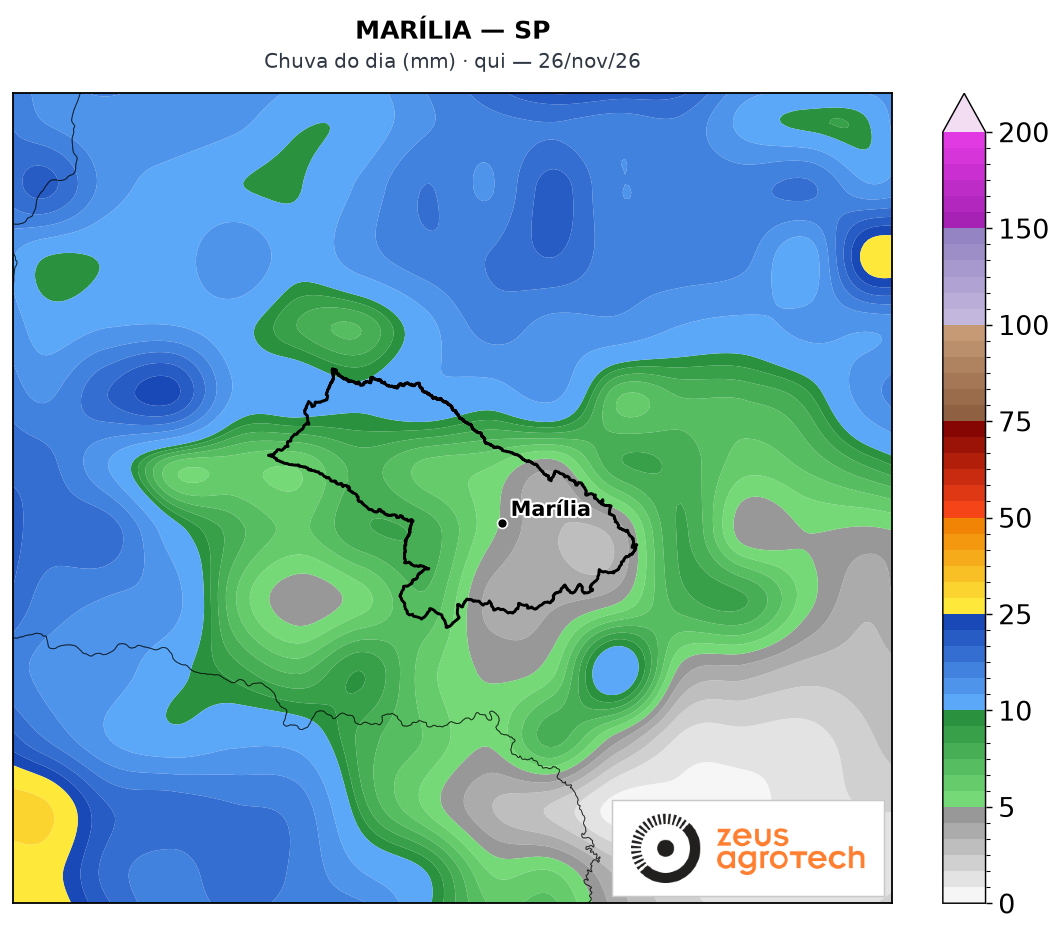 MARÍLIA — SP
Chuva do dia (mm) · qui — 26/nov/26
200
150
100
75
50
25
10
5
0
Marília
zeus
agrotech